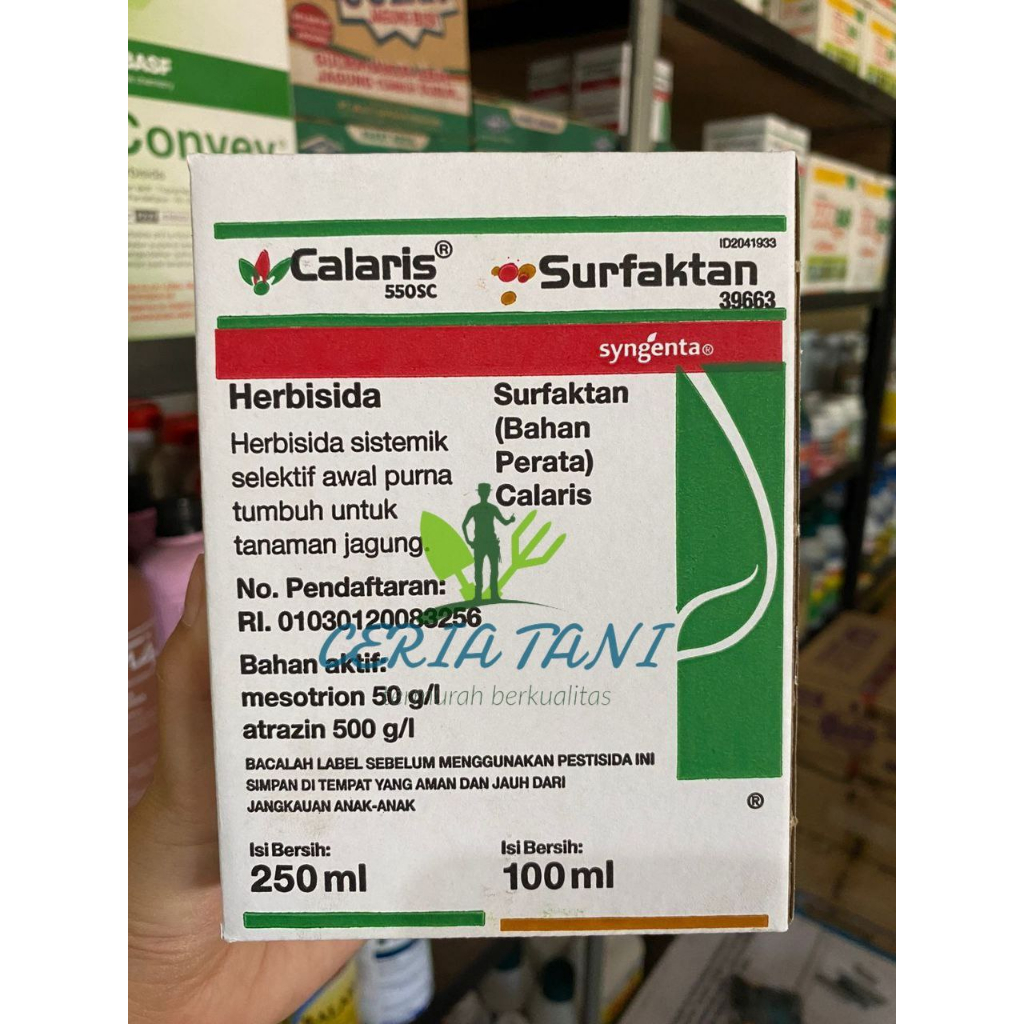 BASF
Convey®
ID2041933
Calaris®
550SC
Surfaktan
39663
syngenta®
Herbisida
Herbisida sistemik
selektif awal purna
tumbuh untuk
tanaman jagung.
No. Pendaftaran:
RI. 01030120083256
Bahan aktif:
mesotrion 50 g/l
atrazin 500 g/l
Surfaktan
(Bahan
Perata)
Calaris
CERIA TANI
termurah berkualitas
BACALAH LABEL SEBELUM MENGGUNAKAN PESTISIDA INI
SIMPAN DI TEMPAT YANG AMAN DAN JAUH DARI
JANGKAUAN ANAK-ANAK
®
Isi Bersih:
250 ml
Isi Bersih:
100 ml